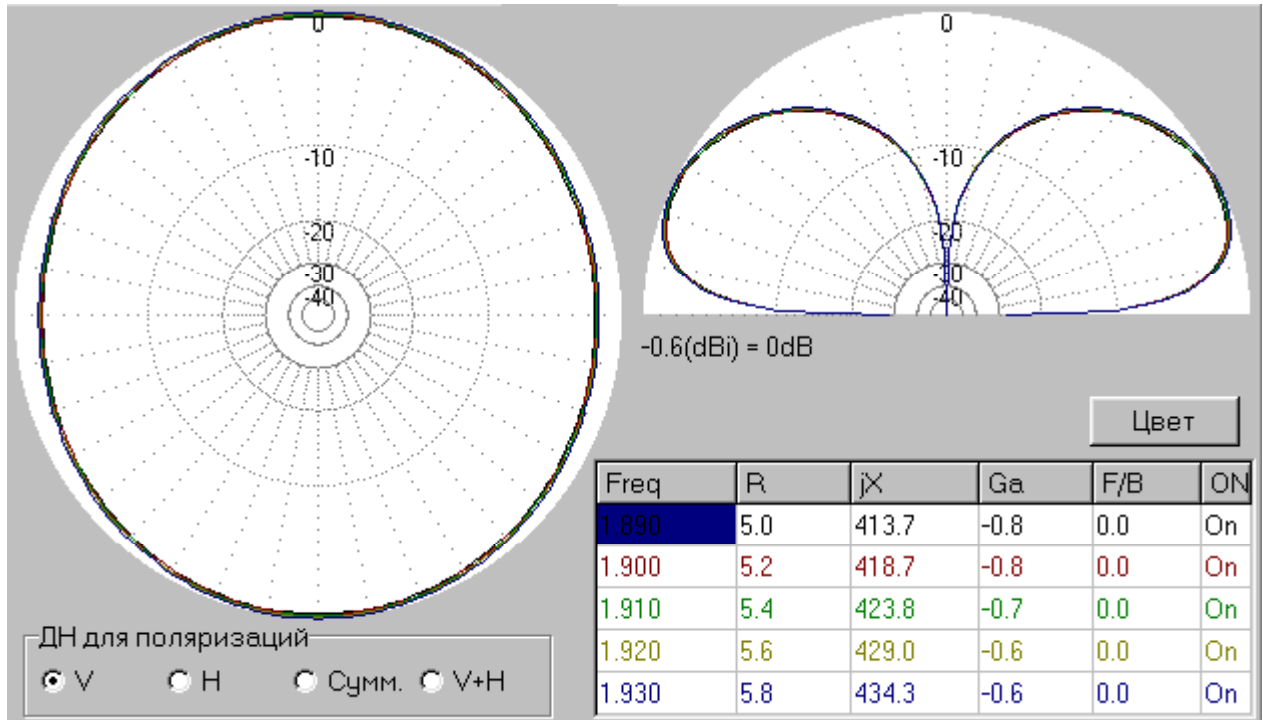 0
-10
-20
-30
-40
0
-10
-20
-30
-40
-0.6(dBi) = 0dB
Цвет
Freq R jX Ga F/B ON
1.890 5.0 413.7 -0.8 0.0 On
1.900 5.2 418.7 -0.8 0.0 On
1.910 5.4 423.8 -0.7 0.0 On
1.920 5.6 429.0 -0.6 0.0 On
1.930 5.8 434.3 -0.6 0.0 On
ДН для поляризаций
V H Сумм. V+H